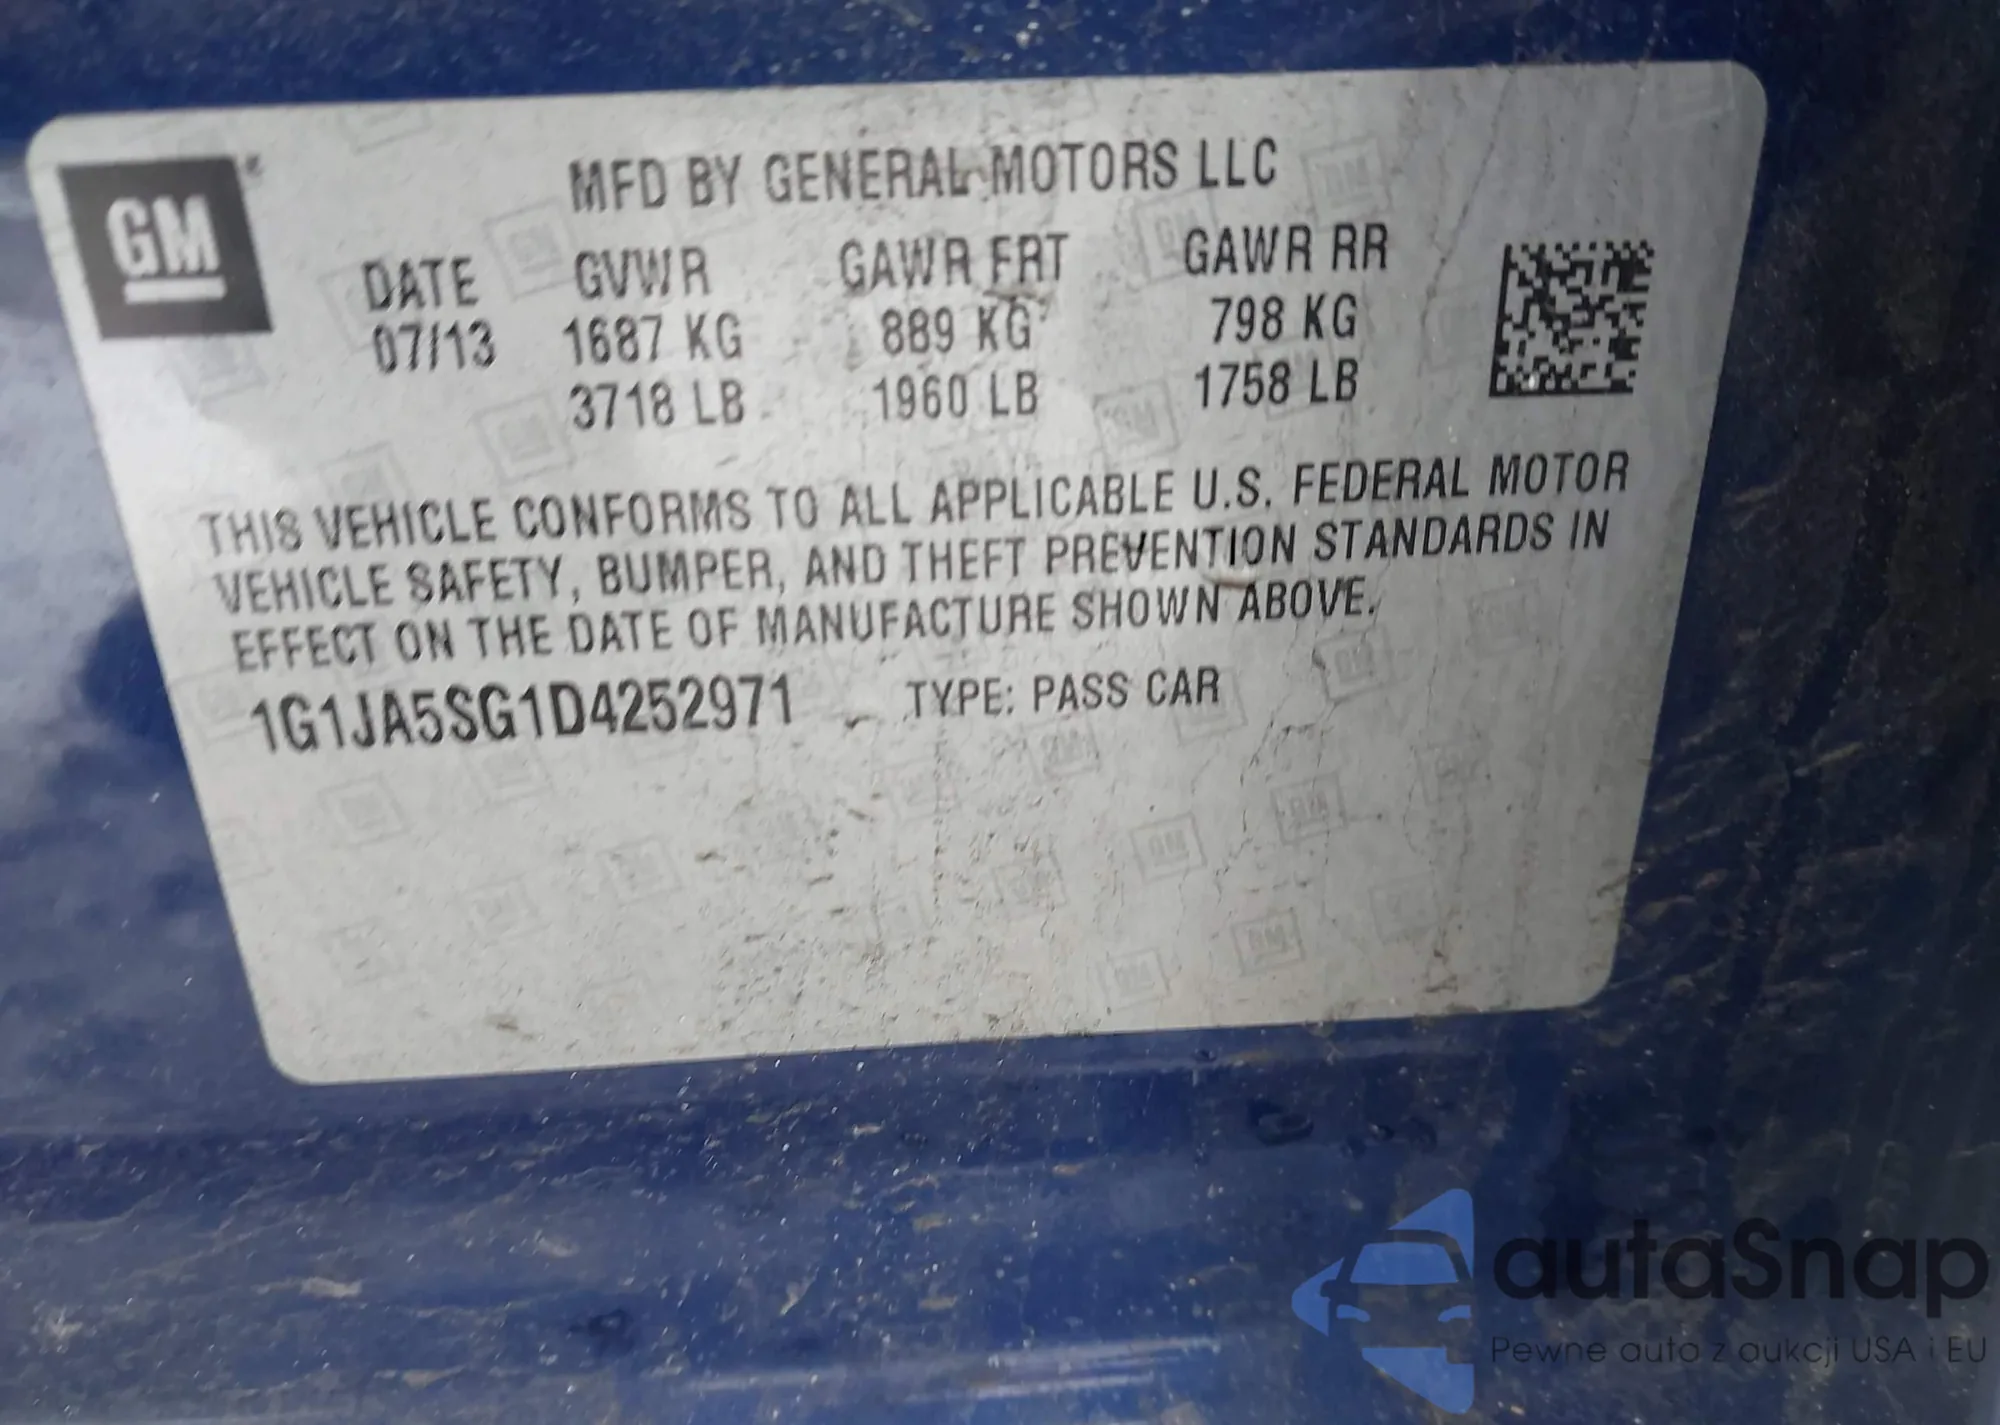 GM
MFD BY GENERAL MOTORS LLC
DATE GVWR GAWR FRT GAWR RR
07/13 1687 KG 889 KG 798 KG
3718 LB 1960 LB 1758 LB
THIS VEHICLE CONFORMS TO ALL APPLICABLE U.S. FEDERAL MOTOR
VEHICLE SAFETY, BUMPER, AND THEFT PREVENTION STANDARDS IN
EFFECT ON THE DATE OF MANUFACTURE SHOWN ABOVE.
1G1JA5SG1D4252971 TYPE: PASS CAR
autaSnap
Pewne auta z aukcji USA i EU